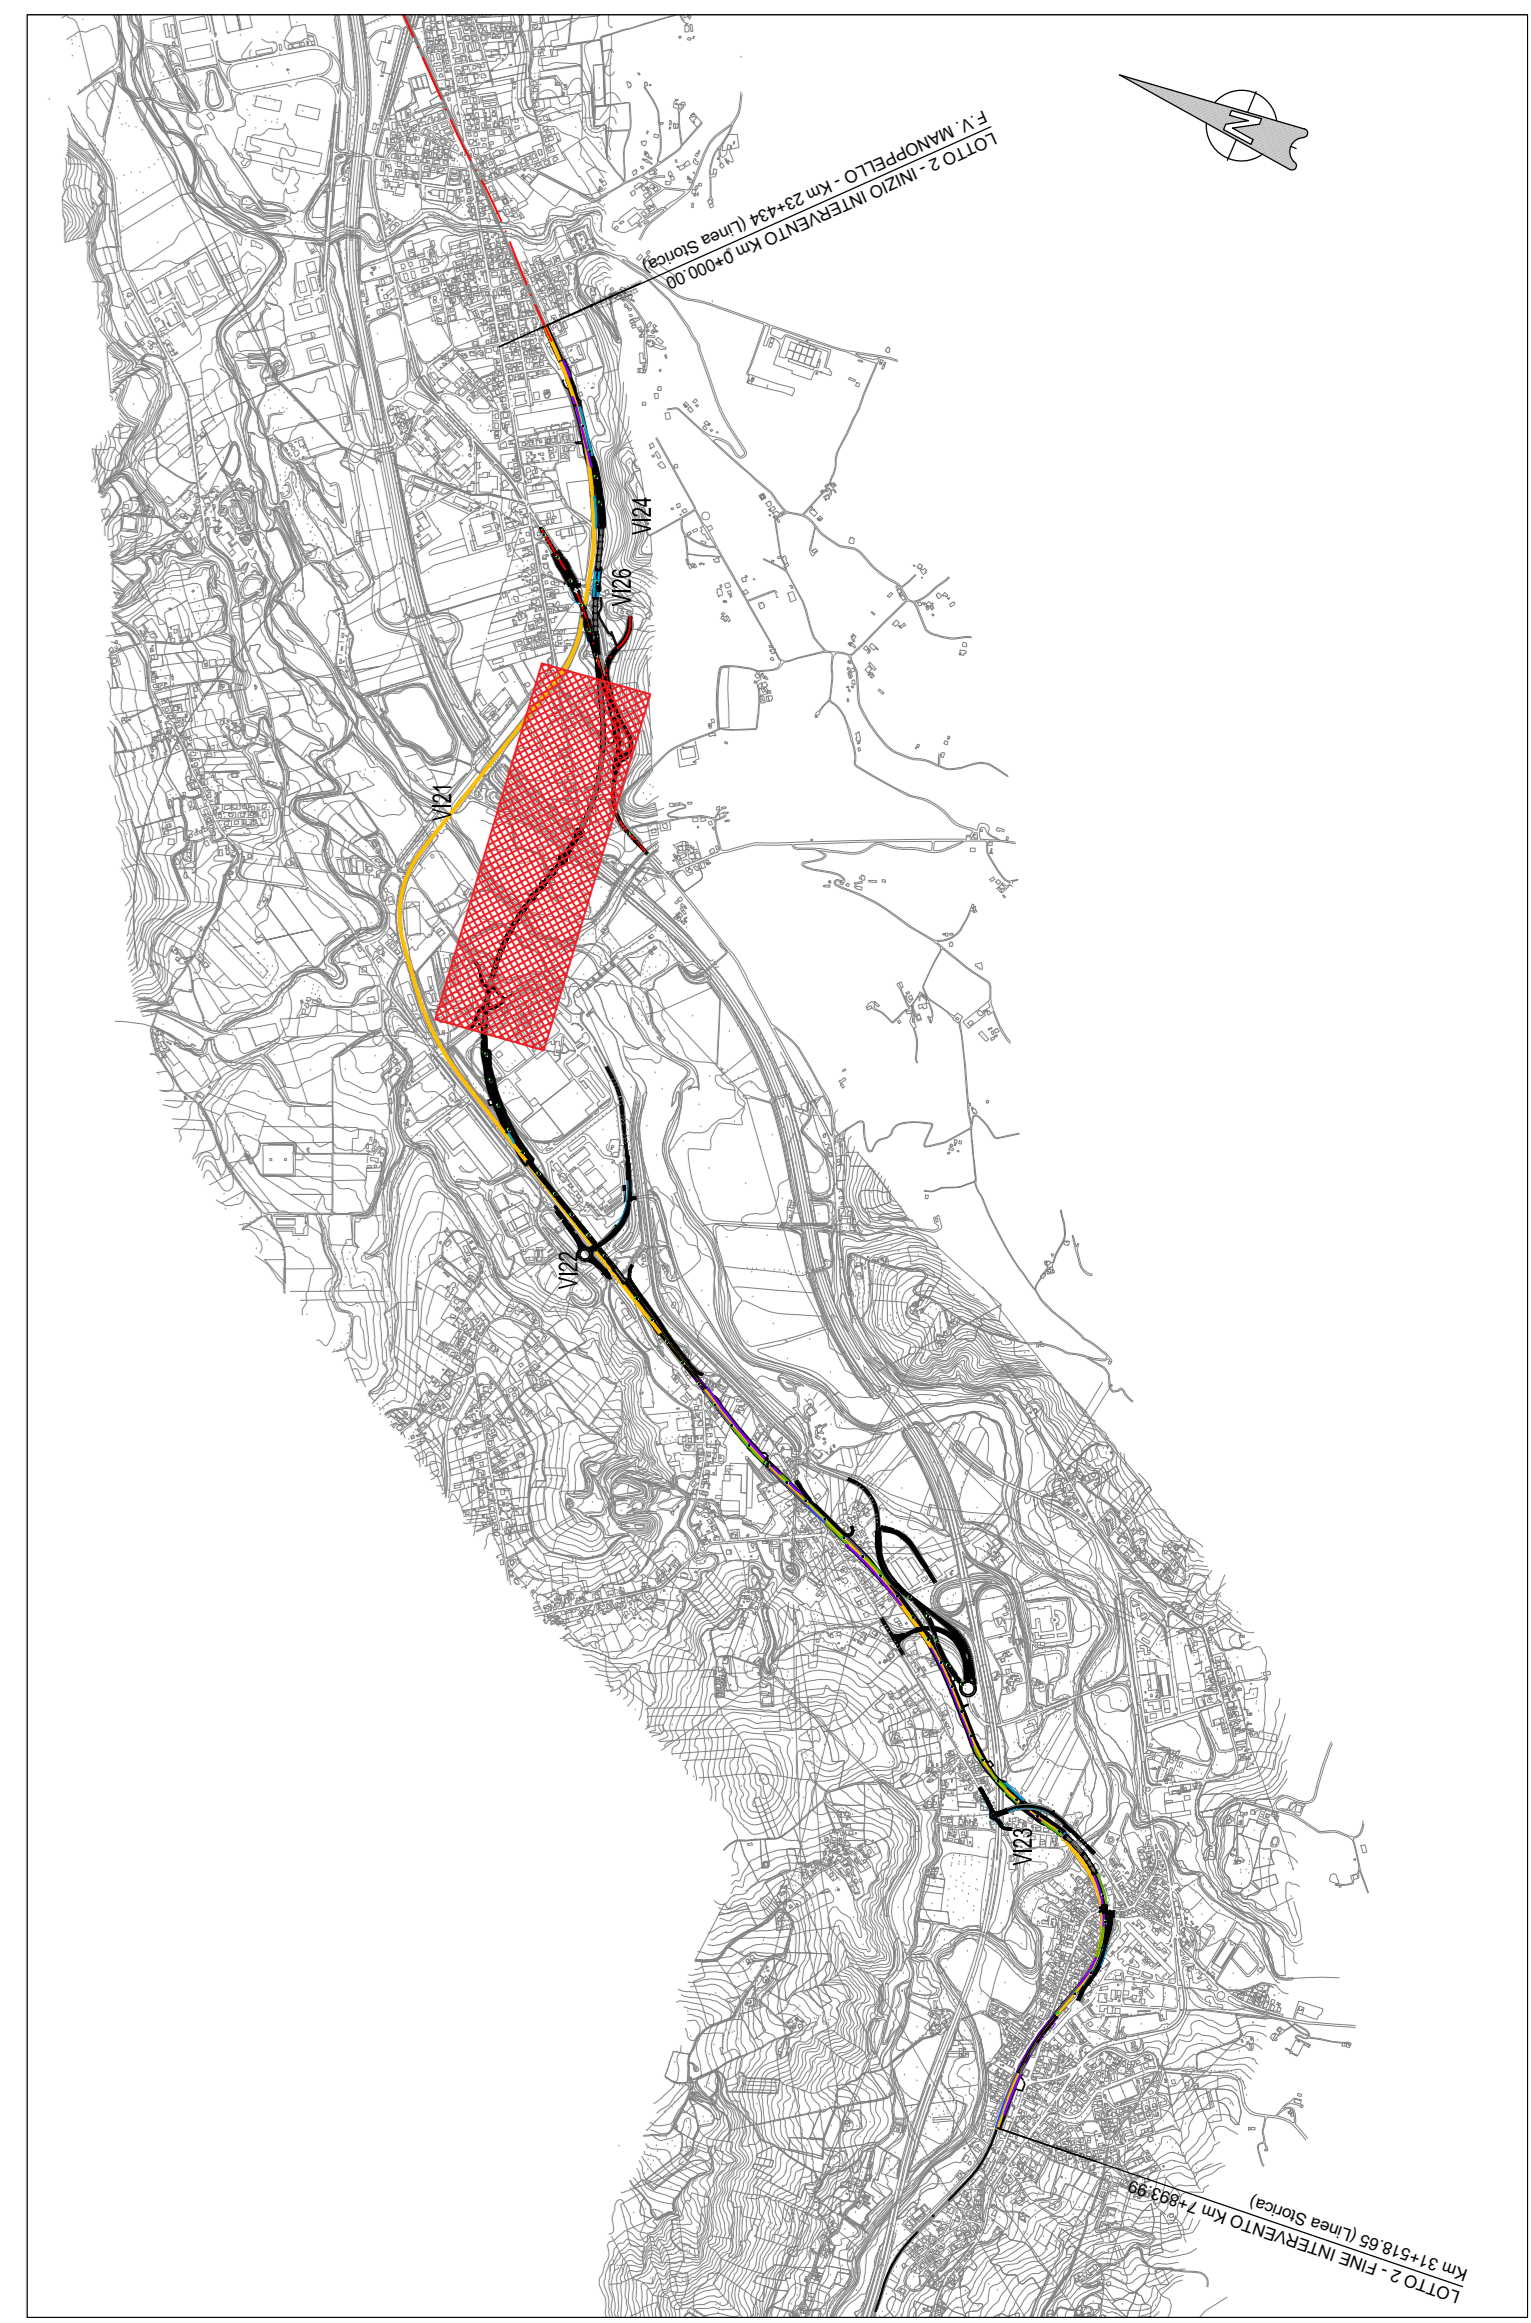 N
LOTTO 2 - INIZIO INTERVENTO Km 0+000.00
F.V. MANOPPELLO - Km 23+434 (Linea Storica)
VI24
VI26
VI21
VI22
VI23
LOTTO 2 - FINE INTERVENTO Km 7+893.99
Km 31+518.65 (Linea Storica)